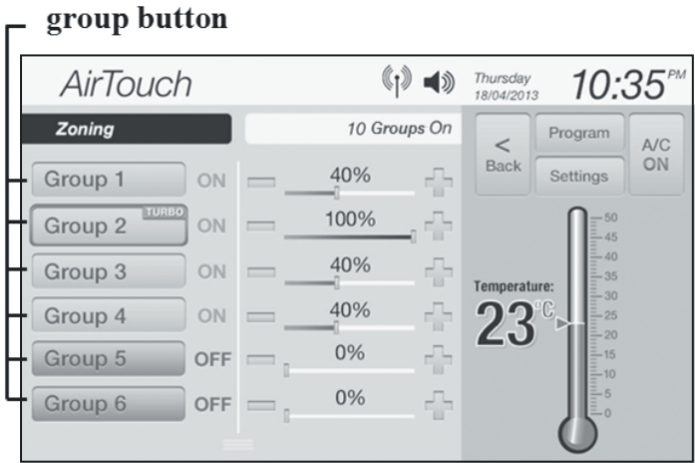 group button
AirTouch
Thursday
18/04/2013
10:35 PM
Zoning
10 Groups On
< Back
Program
Settings
A/C ON
Group 1 ON 40%
Group 2 TURBO ON 100%
Group 3 ON 40%
Group 4 ON 40%
Group 5 OFF 0%
Group 6 OFF 0%
Temperature:
23°C
50
45
40
35
30
25
20
15
10
5
0